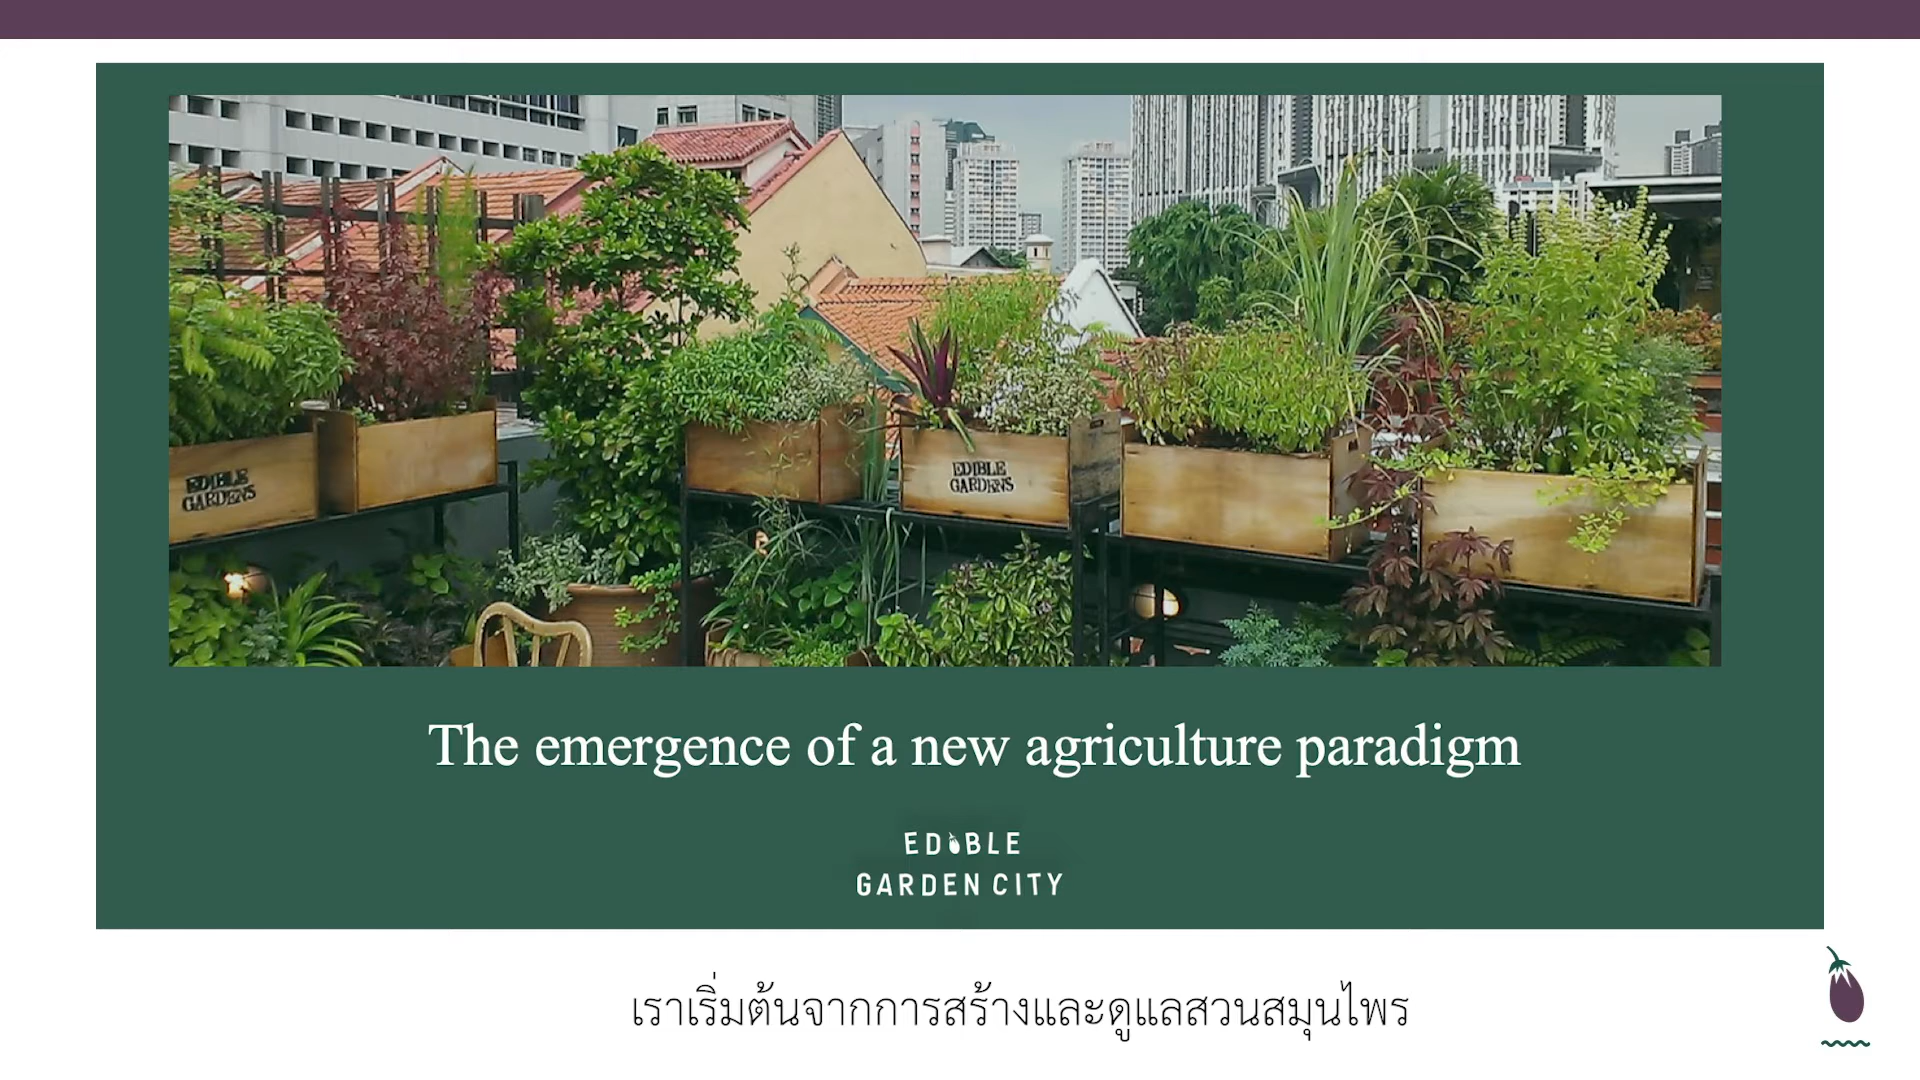 EDIBLE
GARDENS
EDIBLE
GARDENS
The emergence of a new agriculture paradigm
EDIBLE
GARDEN CITY
เราเริ่มต้นจากการสร้างและดูแลสวนสมุนไพร